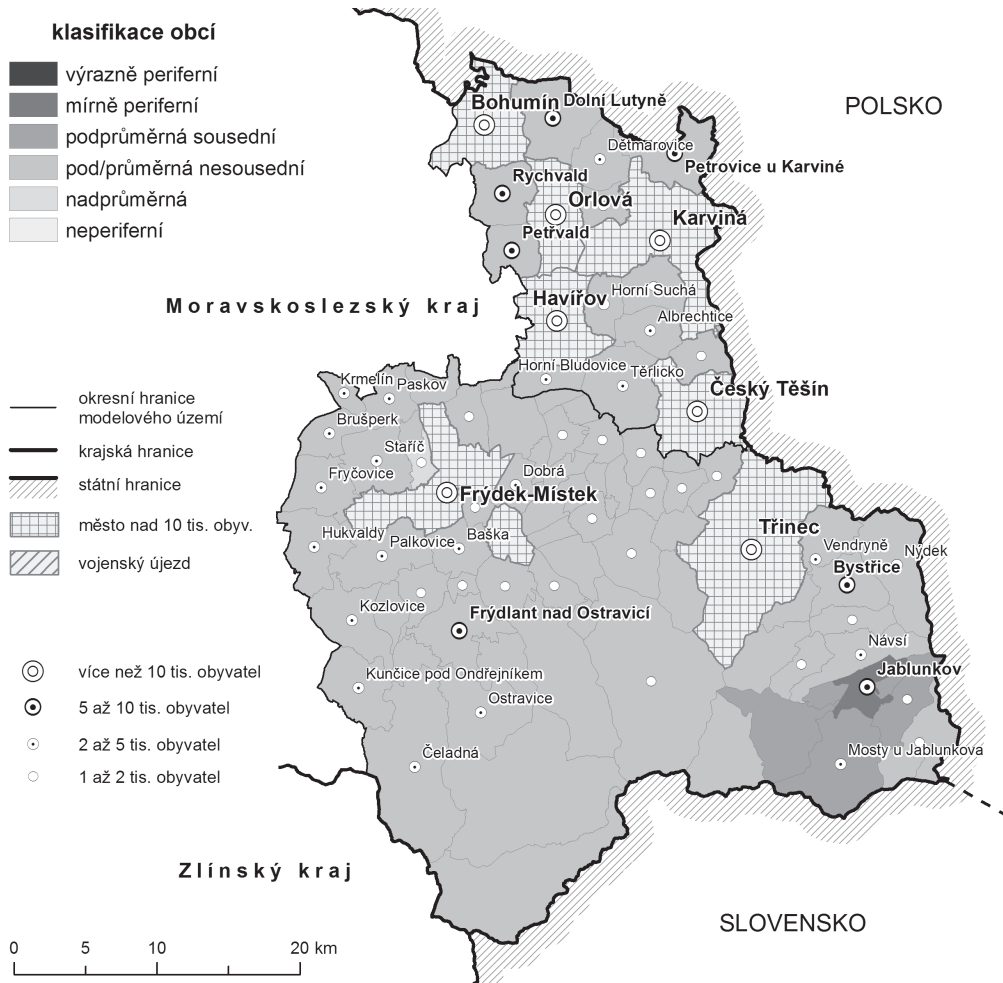 klasifikace obcí
výrazně periferní
mírně periferní
podprůměrná sousední
pod/průměrná nesousední
nadprůměrná
neperiferní
POLSKO
Bohumín
Dolní Lutyně
Dětmarovice
Petrovice u Karviné
Rychvald
Orlová
Karviná
Petřvald
Moravskoslezský kraj
Havířov
Horní Suchá
Albrechtice
Horní Bludovice
Těrlicko
Český Těšín
Krmelín
Paskov
Brušperk
Staříč
Fryčovice
Dobrá
Frýdek-Místek
Hukvaldy
Palkovice
Baška
Třinec
Vendryně
Nýdek
Bystřice
Kozlovice
Frýdlant nad Ostravicí
Návsí
Jablunkov
Kunčice pod Ondřejníkem
Ostravice
Mosty u Jablunkova
Čeladná
okresní hranice
modelového území
krajská hranice
státní hranice
město nad 10 tis. obyv.
vojenský újezd
více než 10 tis. obyvatel
5 až 10 tis. obyvatel
2 až 5 tis. obyvatel
1 až 2 tis. obyvatel
Zlínský kraj
SLOVENSKO
0 5 10 20 km